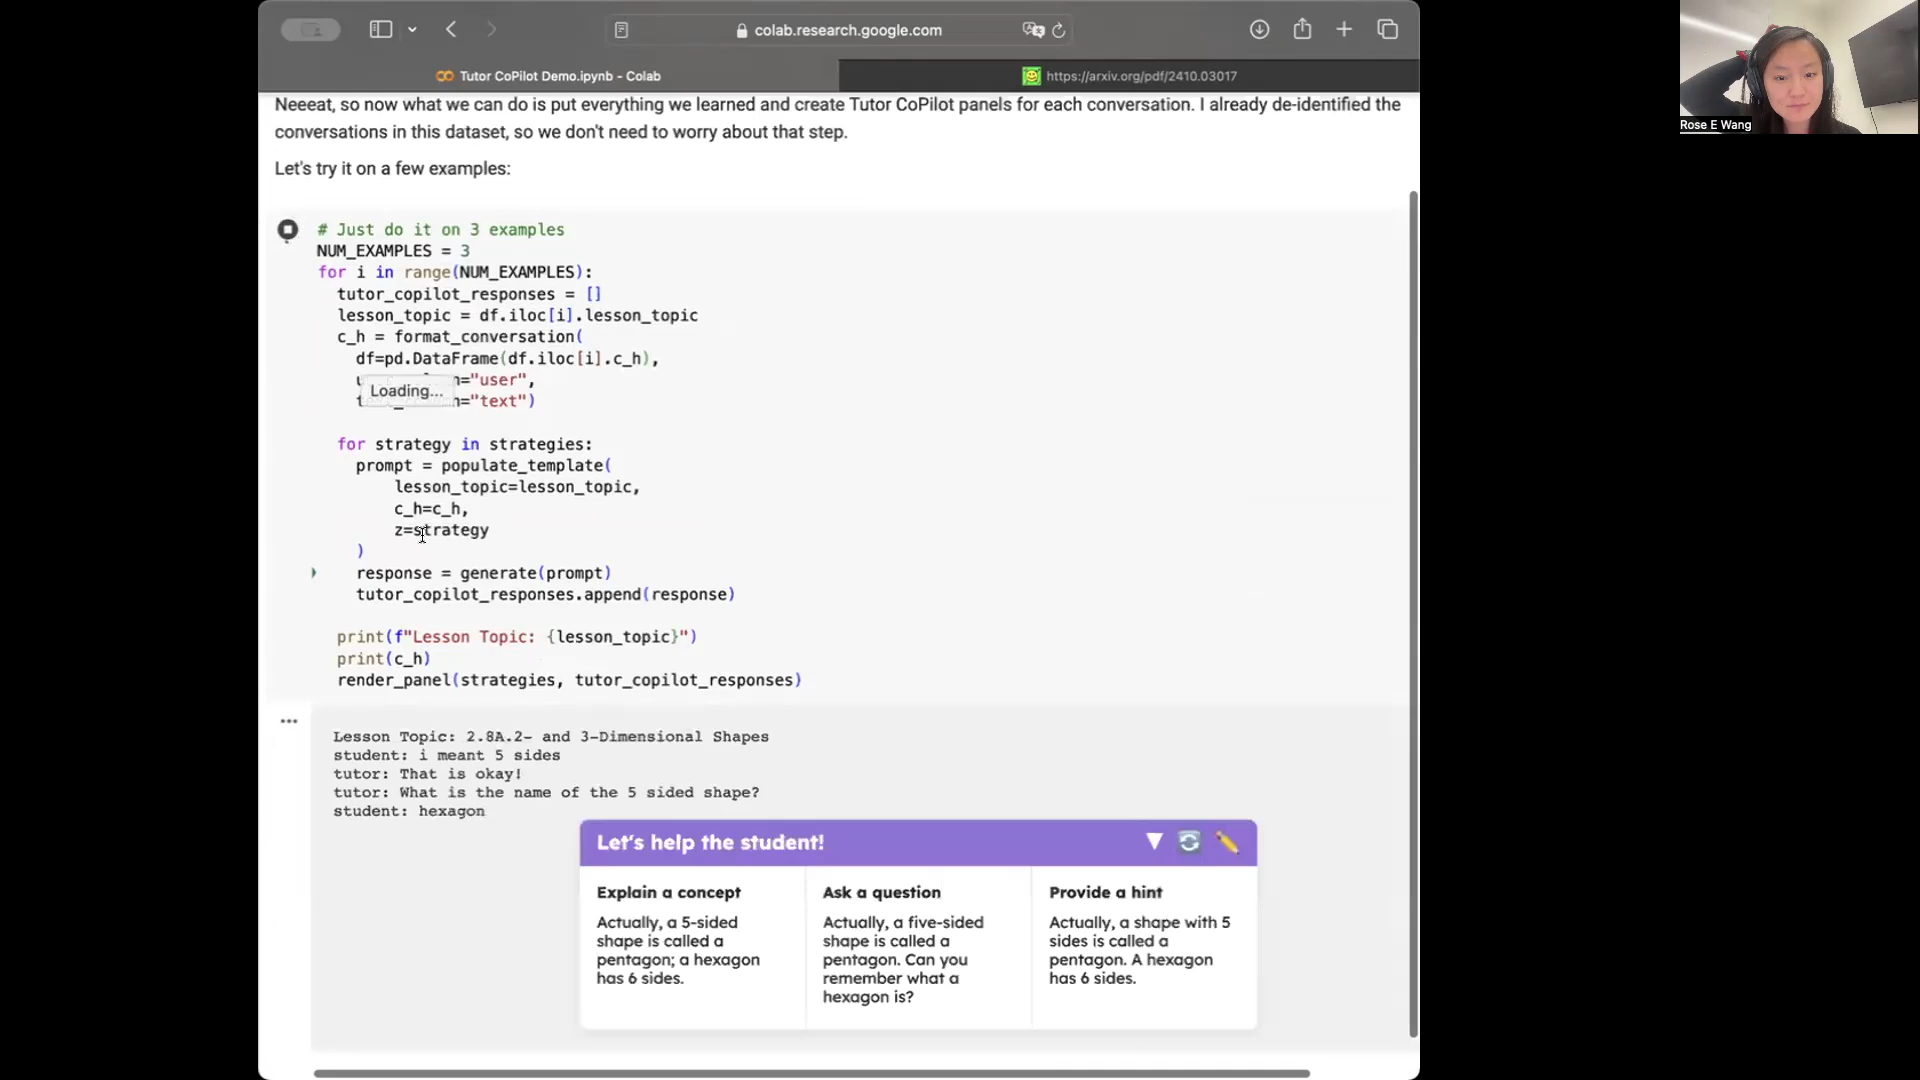 colab.research.google.com
Tutor CoPilot Demo.ipynb - Colab
https://arxiv.org/pdf/2410.03017
Rose E Wang
Neeeat, so now what we can do is put everything we learned and create Tutor CoPilot panels for each conversation. I already de-identified the
conversations in this dataset, so we don't need to worry about that step.
Let's try it on a few examples:
# Just do it on 3 examples
NUM_EXAMPLES = 3
for i in range(NUM_EXAMPLES):
tutor_copilot_responses = []
lesson_topic = df.iloc[i].lesson_topic
c_h = format_conversation(
df=pd.DataFrame(df.iloc[i].c_h),
="user",
Loading...
="text")
for strategy in strategies:
prompt = populate_template(
lesson_topic=lesson_topic,
c_h=c_h,
z=strategy
)
response = generate(prompt)
tutor_copilot_responses.append(response)
print(f"Lesson Topic: {lesson_topic}")
print(c_h)
render_panel(strategies, tutor_copilot_responses)
Lesson Topic: 2.8A.2- and 3-Dimensional Shapes
student: i meant 5 sides
tutor: That is okay!
tutor: What is the name of the 5 sided shape?
student: hexagon
Let's help the student!
Explain a concept
Actually, a 5-sided
shape is called a
pentagon; a hexagon
has 6 sides.
Ask a question
Actually, a five-sided
shape is called a
pentagon. Can you
remember what a
hexagon is?
Provide a hint
Actually, a shape with 5
sides is called a
pentagon. A hexagon
has 6 sides.